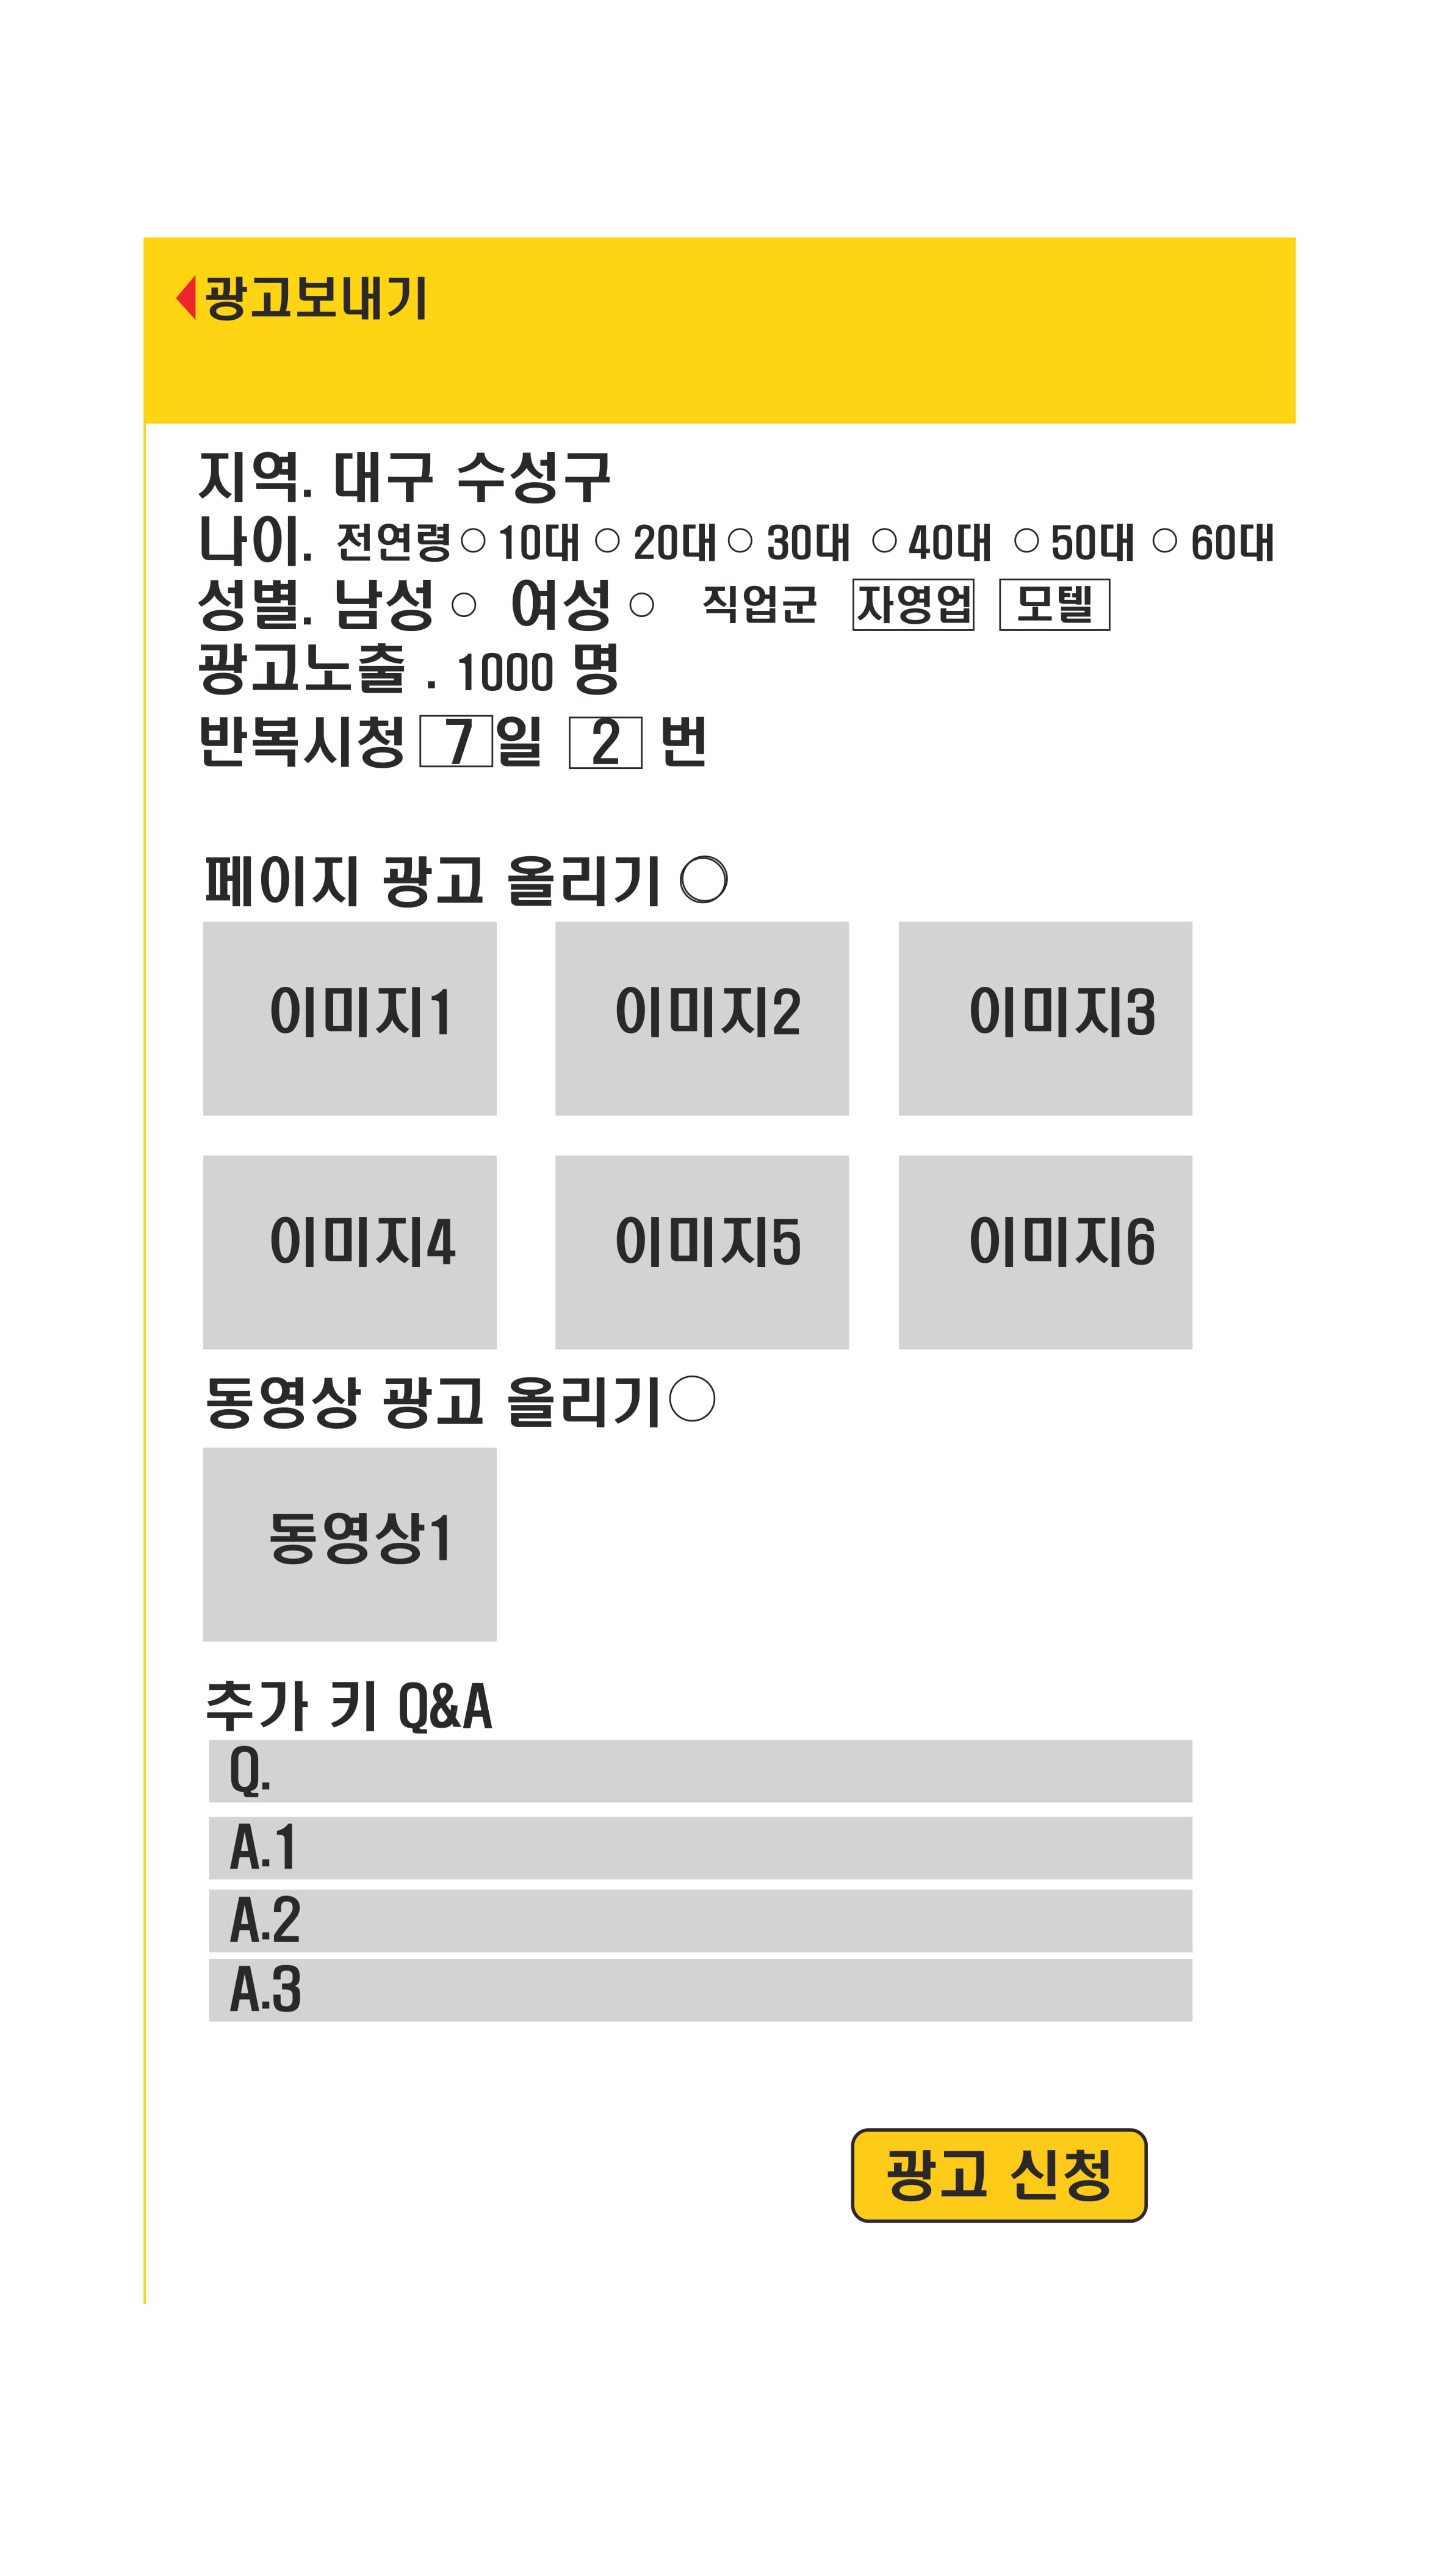 광고보내기
지역. 대구 수성구
나이. 전연령 ○ 10대 ○ 20대 ○ 30대 ○ 40대 ○ 50대 ○ 60대
성별. 남성 ○ 여성 ○ 직업군 자영업 모텔
광고노출 . 1000 명
반복시청 7 일 2 번
페이지 광고 올리기 ○
이미지1 이미지2 이미지3
이미지4 이미지5 이미지6
동영상 광고 올리기○
동영상1
추가 키 Q&A
Q.
A.1
A.2
A.3
광고 신청